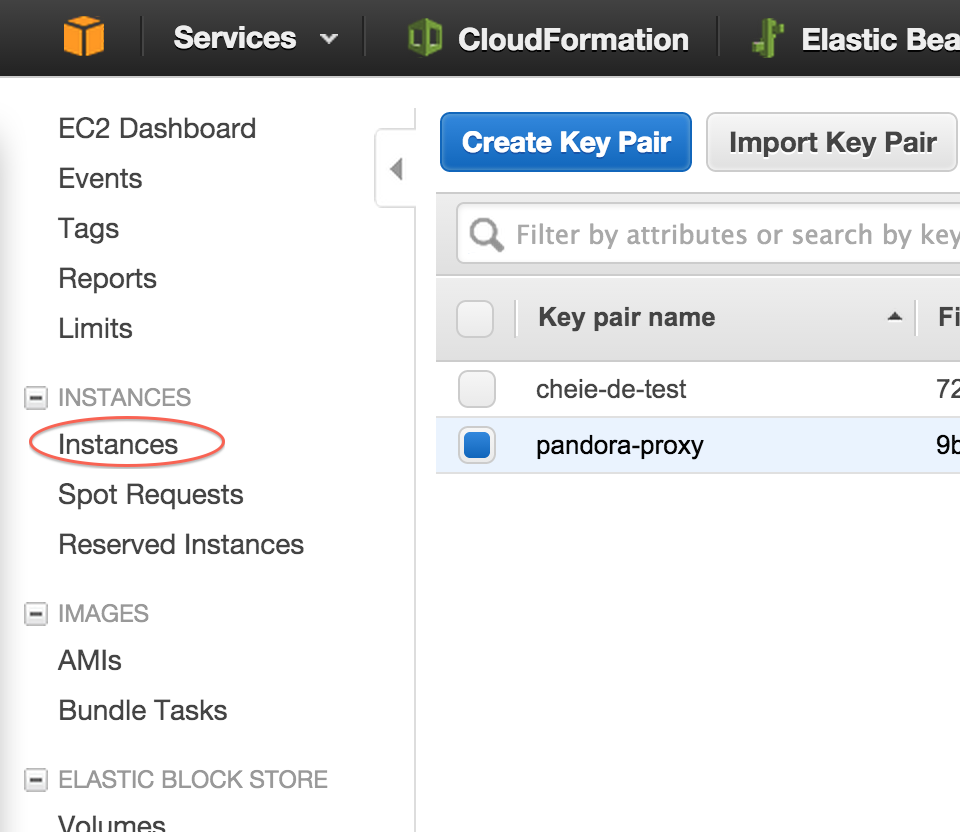 Services
CloudFormation
Elastic Bea
EC2 Dashboard
Events
Tags
Reports
Limits
INSTANCES
Instances
Spot Requests
Reserved Instances
IMAGES
AMIs
Bundle Tasks
ELASTIC BLOCK STORE
Volumes
Create Key Pair
Import Key Pair
Filter by attributes or search by key
Key pair name
Fi
cheie-de-test
72
pandora-proxy
9b